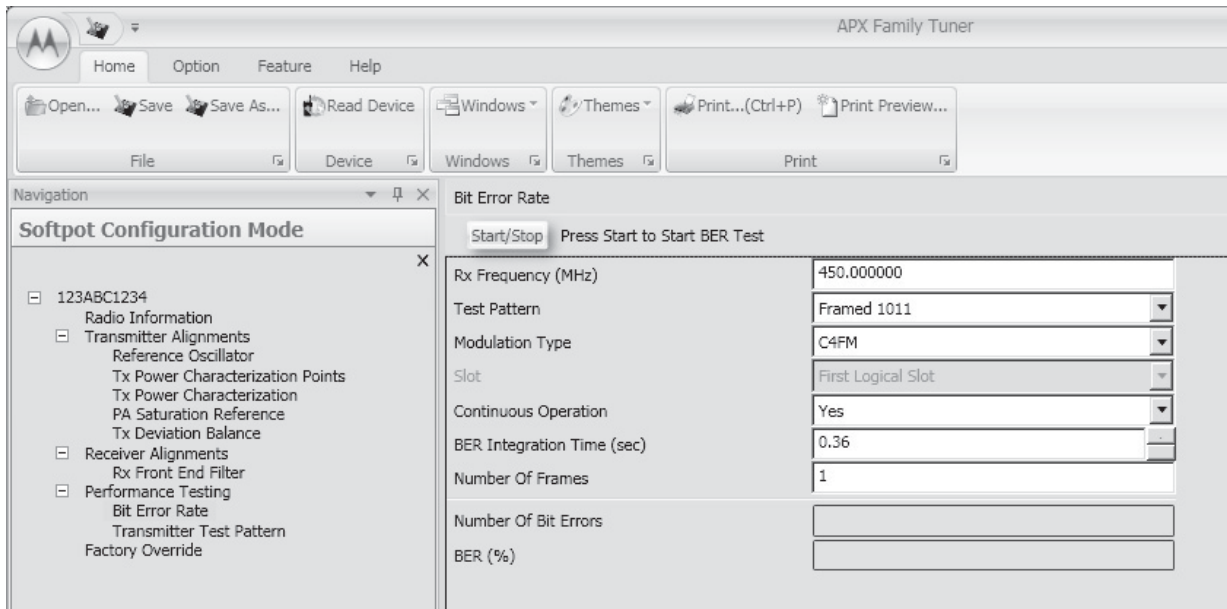 APX Family Tuner
Home Option Feature Help
Open... Save Save As... Read Device Windows Themes Print...(Ctrl+P) Print Preview...
File Device Windows Themes Print
Navigation
Softpot Configuration Mode
123ABC1234
Radio Information
Transmitter Alignments
Reference Oscillator
Tx Power Characterization Points
Tx Power Characterization
PA Saturation Reference
Tx Deviation Balance
Receiver Alignments
Rx Front End Filter
Performance Testing
Bit Error Rate
Transmitter Test Pattern
Factory Override
Bit Error Rate
Start/Stop Press Start to Start BER Test
Rx Frequency (MHz) 450.000000
Test Pattern Framed 1011
Modulation Type C4FM
Slot First Logical Slot
Continuous Operation Yes
BER Integration Time (sec) 0.36
Number Of Frames 1
Number Of Bit Errors
BER (%)